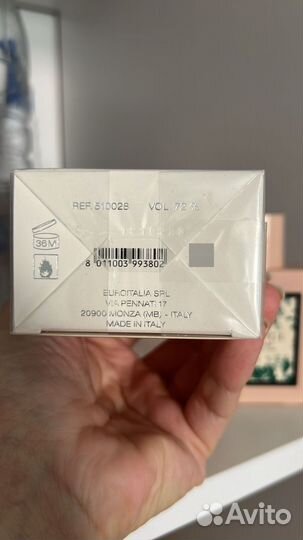 REF. 510028 VOL. 72 %
36 M
8 011003 993802
EUROITALIA SRL
VIA PENNATI 17
20900 MONZA (MB) - ITALY
MADE IN ITALY
Avito